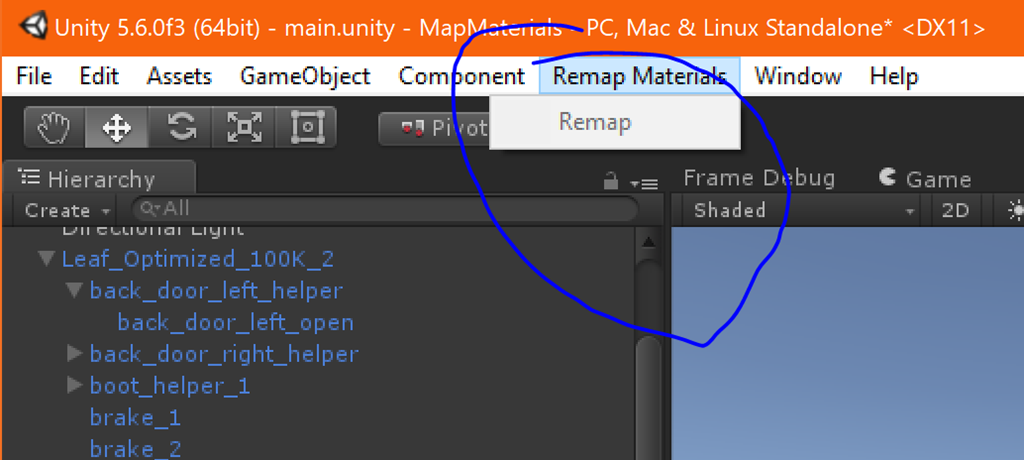 Unity 5.6.0f3 (64bit) - main.unity - MapMaterials - PC, Mac & Linux Standalone* <DX11>
File Edit Assets GameObject Component Remap Materials Window Help
Remap
Pivot
Hierarchy
Frame Debug Game
Create All
Shaded 2D
Directional Light
Leaf_Optimized_100K_2
back_door_left_helper
back_door_left_open
back_door_right_helper
boot_helper_1
brake_1
brake_2